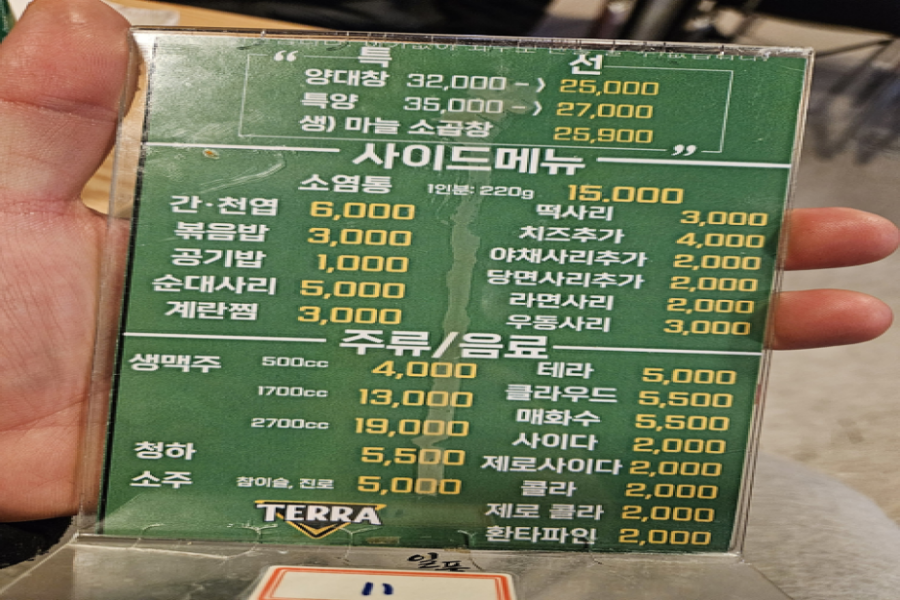 “ 특 선
양대창 32,000 -> 25,000
특양 35,000 -> 27,000
생) 마늘 소곱창 25,900 ”
사이드메뉴
소염통 1인분: 220g 15.000
간·천엽 6,000
볶음밥 3,000
공기밥 1,000
순대사리 5,000
계란찜 3,000
떡사리 3,000
치즈추가 4,000
야채사리추가 2,000
당면사리추가 2,000
라면사리 2,000
우동사리 3,000
주류/음료
생맥주 500cc 4,000
1700cc 13,000
2700cc 19,000
청하 5,500
소주 참이슬, 진로 5,000
TERRA
테라 5,000
클라우드 5,500
매화수 5,500
사이다 2,000
제로사이다 2,000
콜라 2,000
제로 콜라 2,000
환타파인 2,000
11